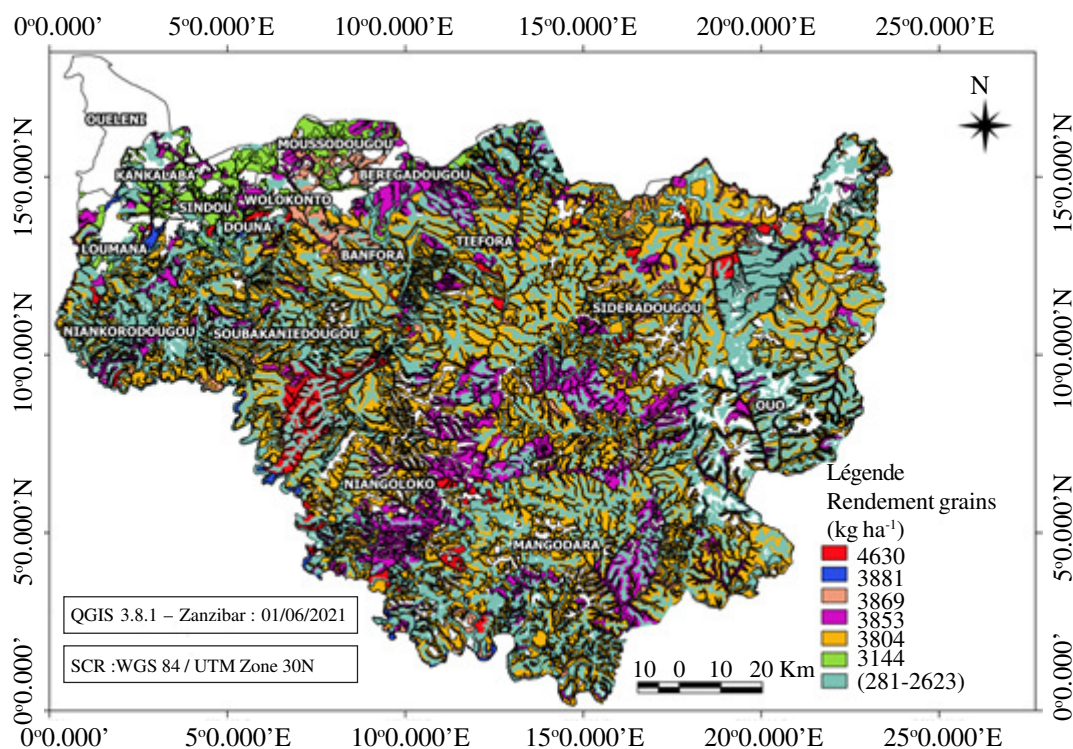 0°0.000' 5°0.000'E 10°0.000'E 15°0.000'E 20°0.000'E 25°0.000'E
N
OUELENI
MOUSSODOUGOU
KANKALABA
BEREGADOUGOU
15°0.000'N
15°0.000'N
WOLOKONTO
SINDOU
DOUNA
LOUMANA
TIEFORA
BANFORA
SIDERADOUGOU
NIANKORODOUGOU
SOUBAKANIEDOUGOU
10°0.000'N
10°0.000'N
OUO
NIANGOLOKO
MANGODARA
5°0.000'N
5°0.000'N
Légende
Rendement grains
(kg ha-1)
4630
3881
3869
3853
3804
3144
(281-2623)
QGIS 3.8.1 – Zanzibar : 01/06/2021
SCR :WGS 84 / UTM Zone 30N
10 0 10 20 Km
0°0.000'
0°0.000'
0°0.000' 5°0.000'E 10°0.000'E 15°0.000'E 20°0.000'E 25°0.000'E